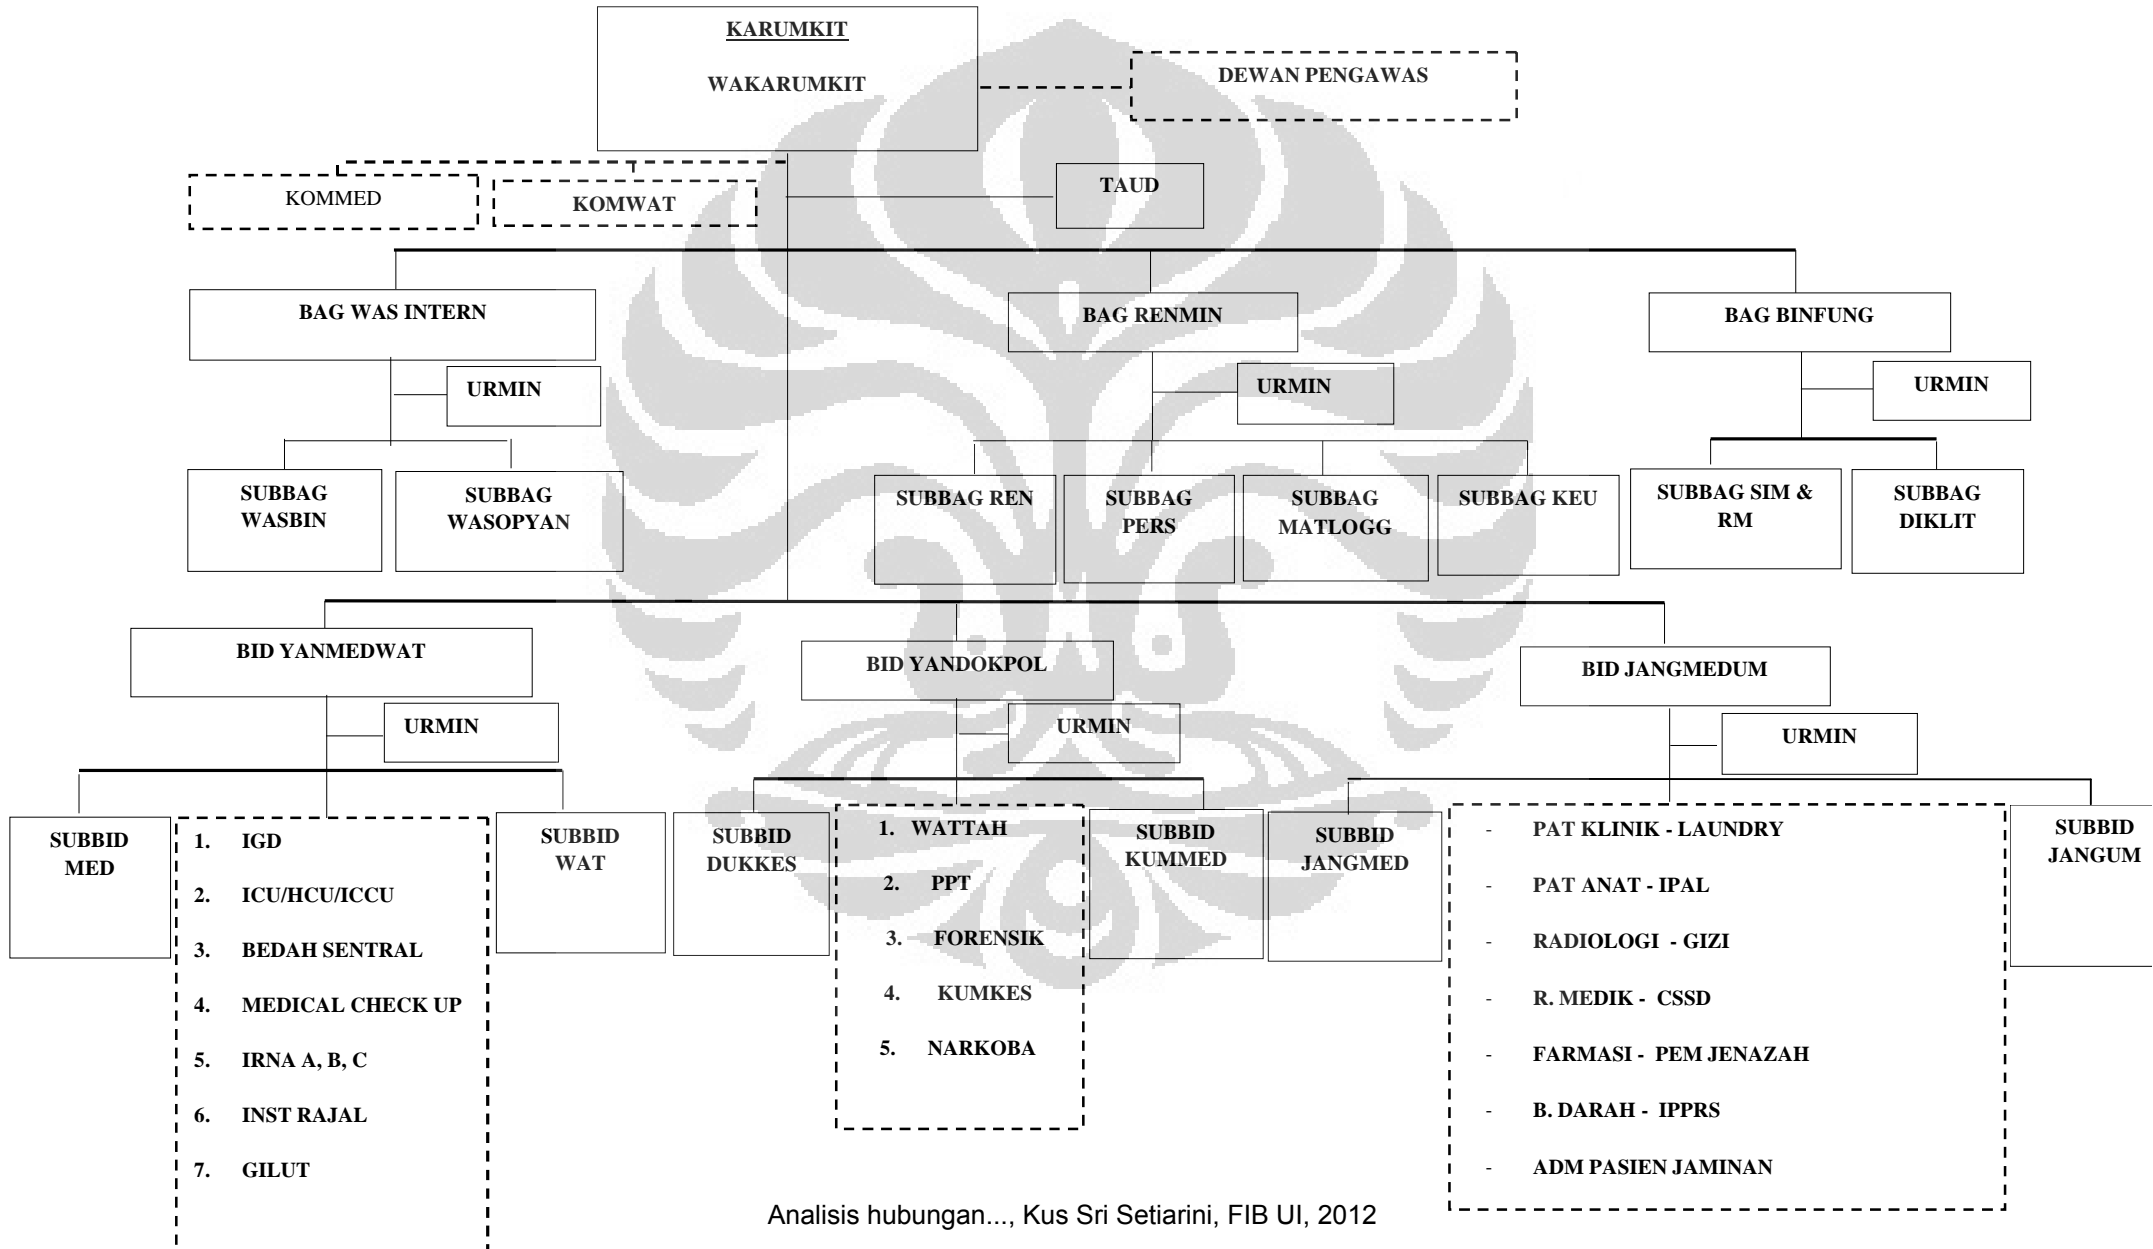 KARUMKIT
WAKARUMKIT
DEWAN PENGAWAS
KOMMED
KOMWAT
TAUD
BAG WAS INTERN
BAG RENMIN
BAG BINFUNG
URMIN
URMIN
URMIN
SUBBAG
WASBIN
SUBBAG
WASOPYAN
SUBBAG REN
SUBBAG
PERS
SUBBAG
MATLOGG
SUBBAG KEU
SUBBAG SIM &
RM
SUBBAG
DIKLIT
BID YANMEDWAT
BID YANDOKPOL
BID JANGMEDUM
URMIN
URMIN
URMIN
SUBBID
MED
1. IGD
2. ICU/HCU/ICCU
3. BEDAH SENTRAL
4. MEDICAL CHECK UP
5. IRNA A, B, C
6. INST RAJAL
7. GILUT
SUBBID
WAT
SUBBID
DUKKES
1. WATTAH
2. PPT
3. FORENSIK
4. KUMKES
5. NARKOBA
SUBBID
KUMMED
SUBBID
JANGMED
- PAT KLINIK - LAUNDRY
- PAT ANAT - IPAL
- RADIOLOGI - GIZI
- R. MEDIK - CSSD
- FARMASI - PEM JENAZAH
- B. DARAH - IPPRS
- ADM PASIEN JAMINAN
SUBBID
JANGUM
Analisis hubungan..., Kus Sri Setiarini, FIB UI, 2012